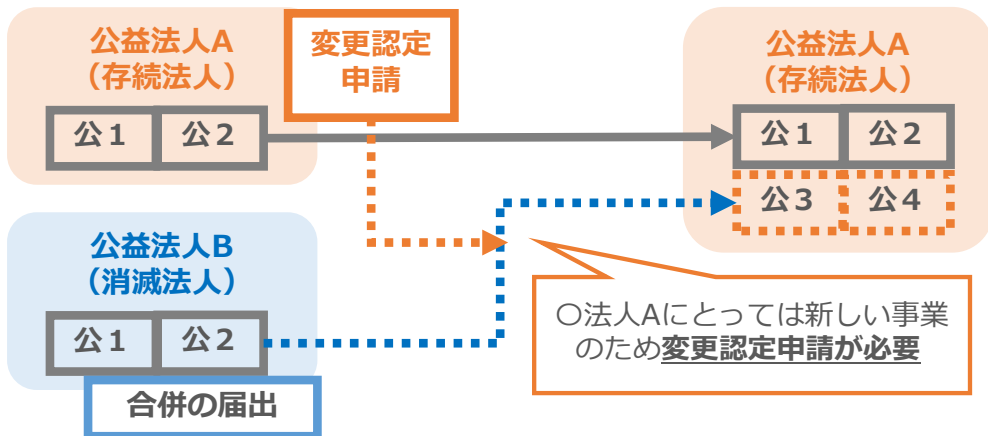 公益法人A
（存続法人）
公１
公２
変更認定
申請
公益法人A
（存続法人）
公１
公２
公３
公４
公益法人B
（消滅法人）
公１
公２
合併の届出
〇法人Aにとっては新しい事業
のため変更認定申請が必要